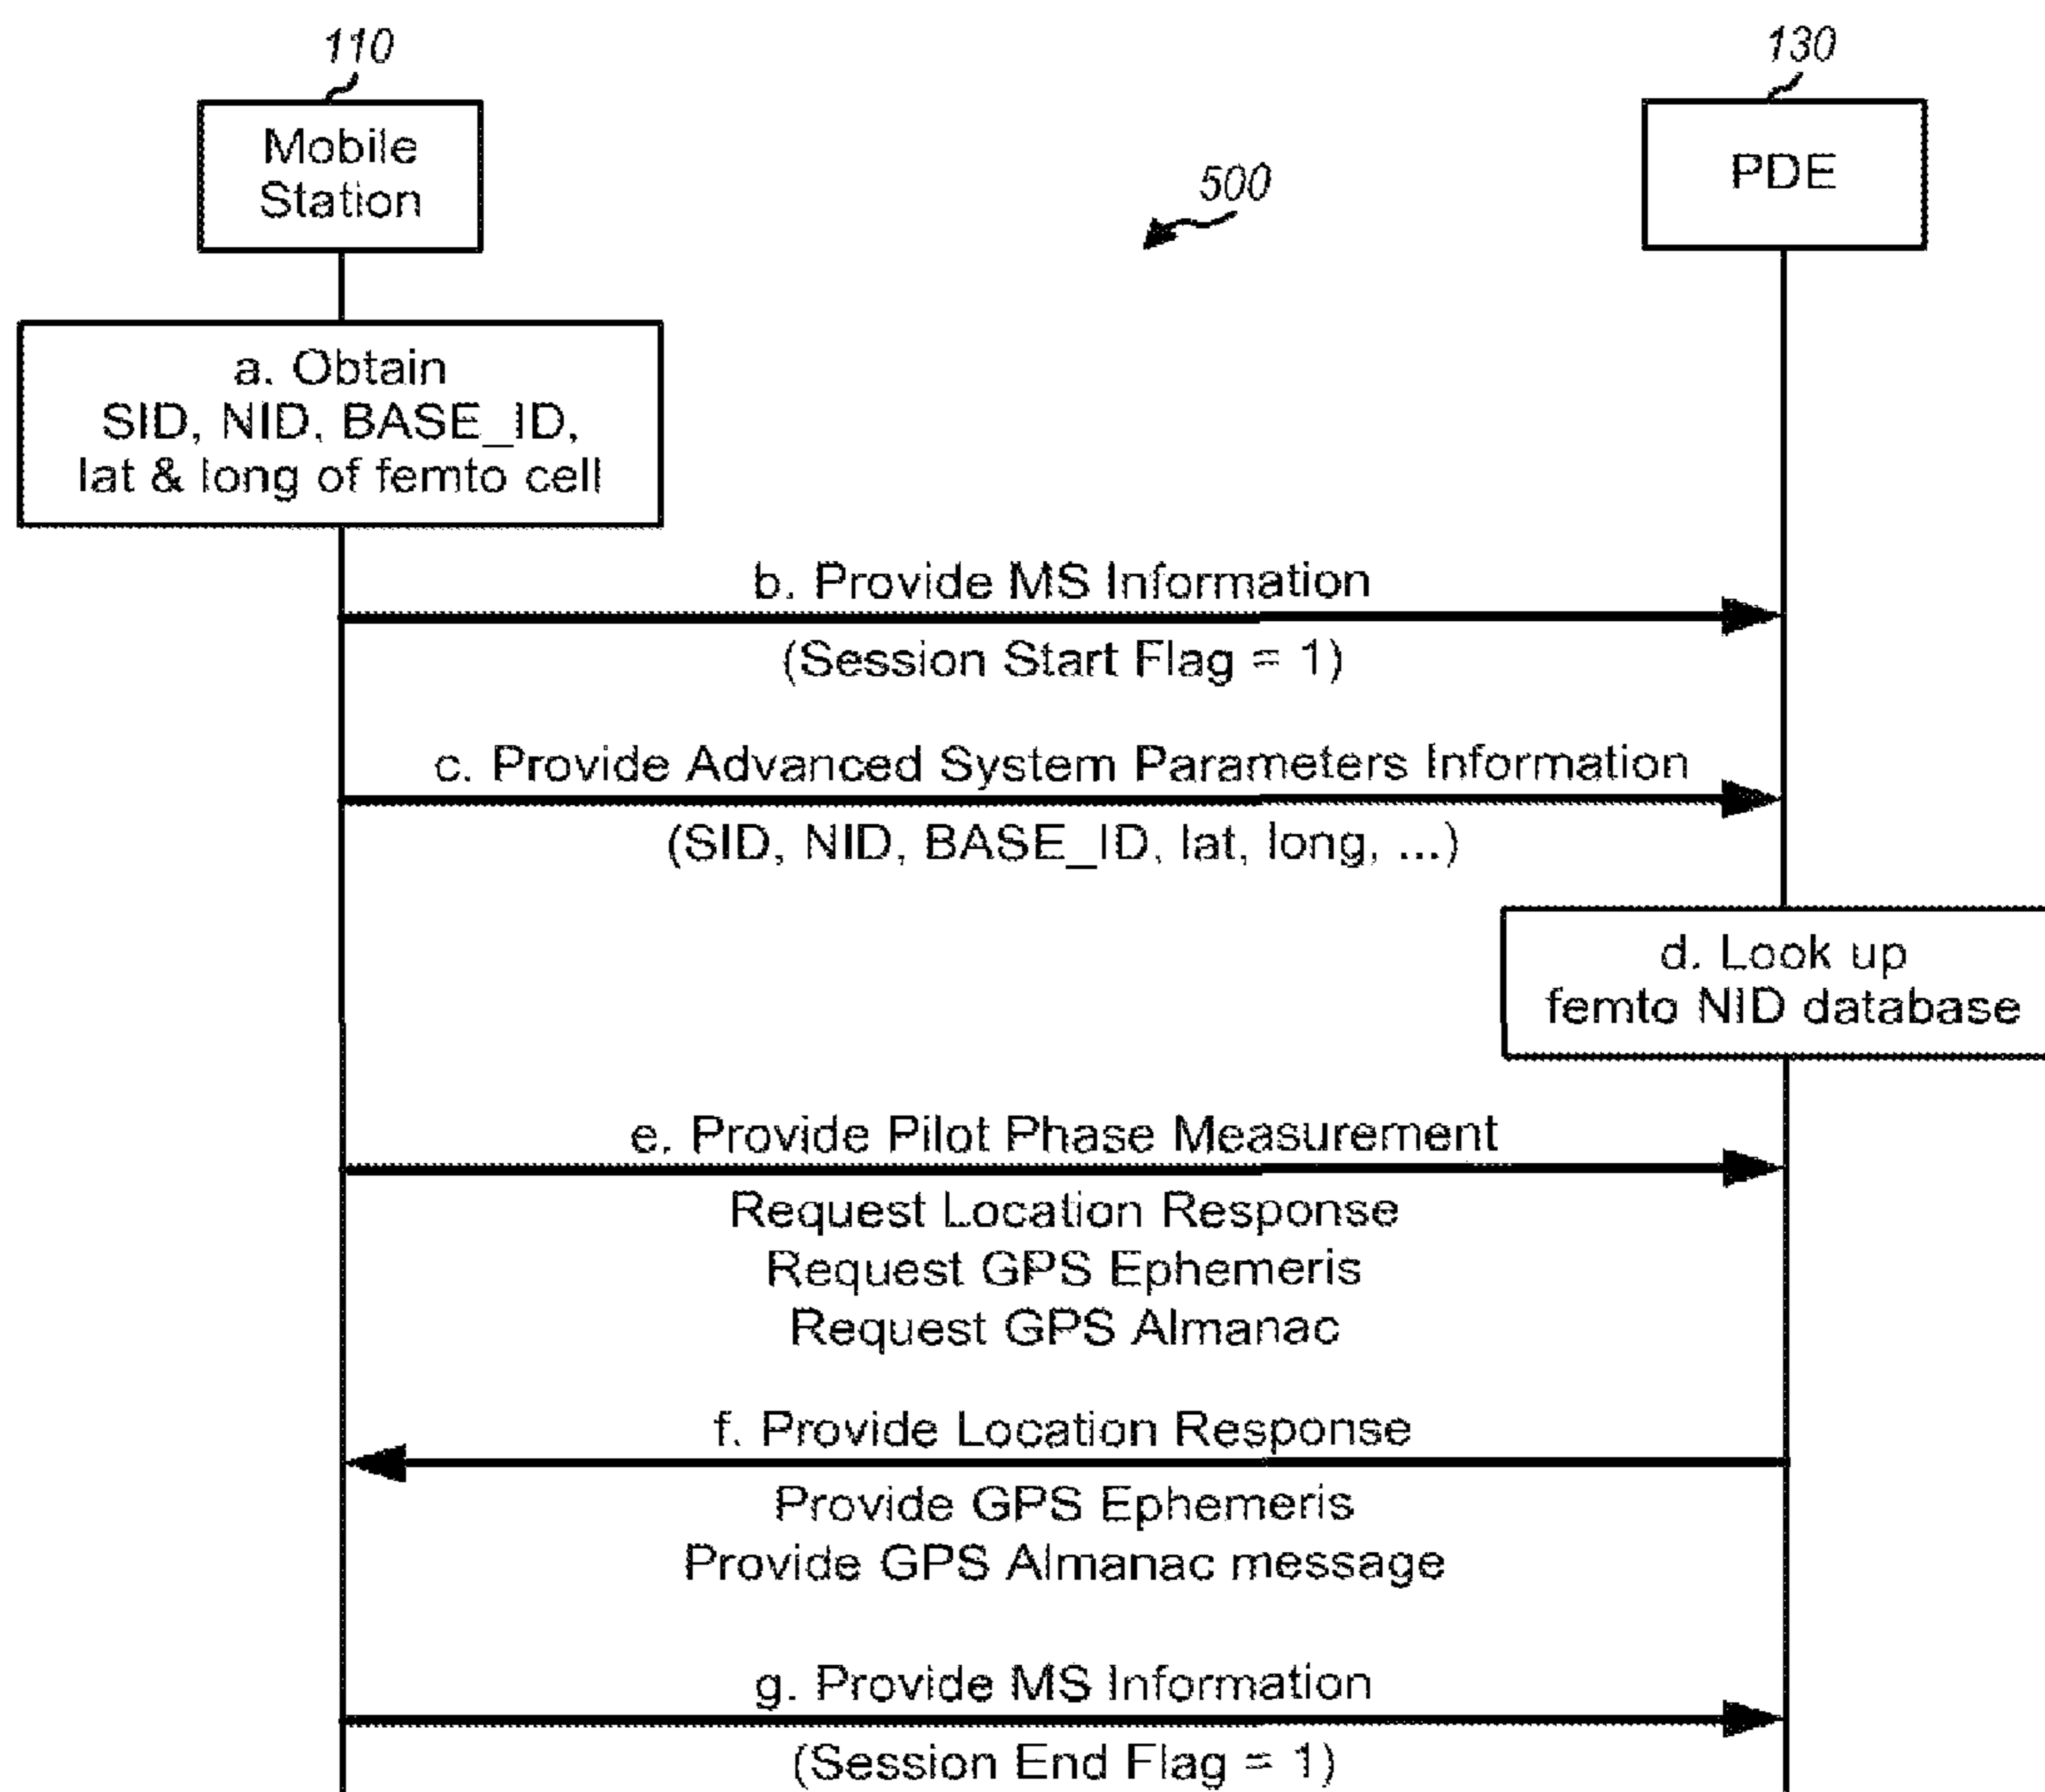 110
130
Mobile
Station
PDE
500
a. Obtain
SID, NID, BASE_ID,
lat & long of femto cell
b. Provide MS Information
(Session Start Flag = 1)
c. Provide Advanced System Parameters Information
(SID, NID, BASE_ID, lat, long, ...)
d. Look up
femto NID database
e. Provide Pilot Phase Measurement
Request Location Response
Request GPS Ephemeris
Request GPS Almanac
f. Provide Location Response
Provide GPS Ephemeris
Provide GPS Almanac message
g. Provide MS Information
(Session End Flag = 1)